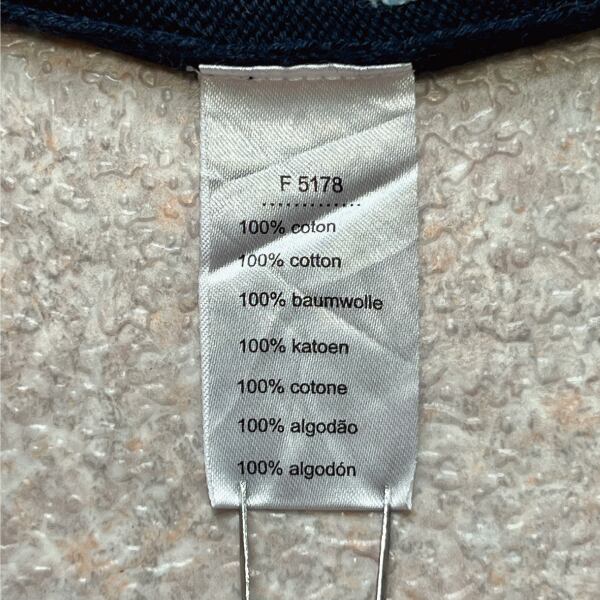 F 5178
100% coton
100% cotton
100% baumwolle
100% katoen
100% cotone
100% algodão
100% algodón